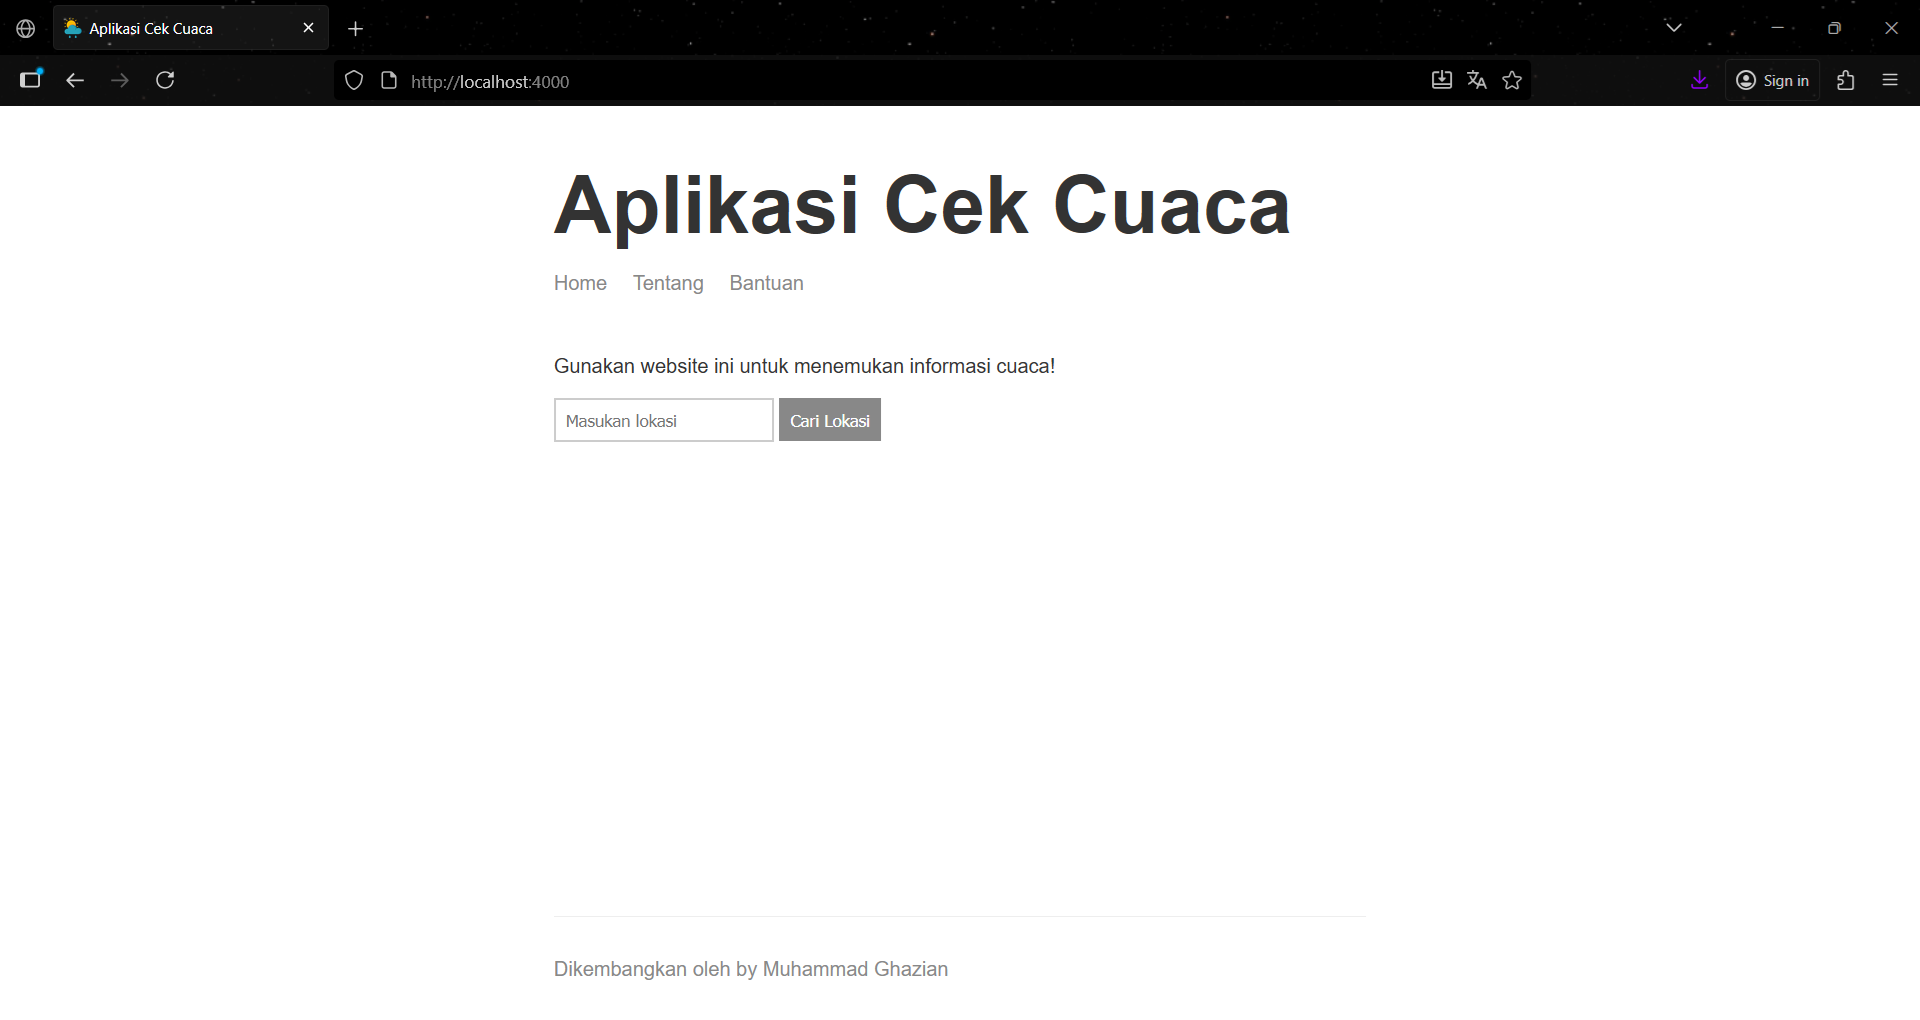 Aplikasi Cek Cuaca
http://localhost:4000
Sign in
Aplikasi Cek Cuaca
Home Tentang Bantuan
Gunakan website ini untuk menemukan informasi cuaca!
Masukan lokasi Cari Lokasi
Dikembangkan oleh by Muhammad Ghazian